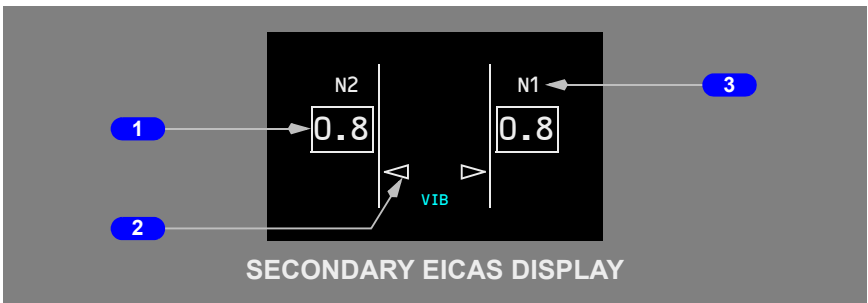 N2 N1 3
1 0.8 0.8
VIB
2
SECONDARY EICAS DISPLAY